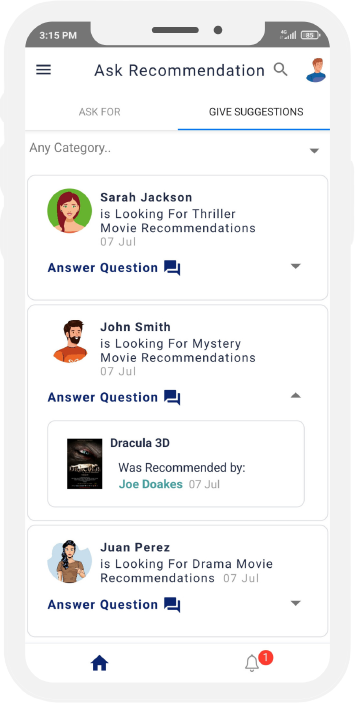 3:15 PM 4G 85
Ask Recommendation
ASK FOR GIVE SUGGESTIONS
Any Category..
Sarah Jackson
is Looking For Thriller
Movie Recommendations
07 Jul
Answer Question
John Smith
is Looking For Mystery
Movie Recommendations
07 Jul
Answer Question
Dracula 3D
Was Recommended by:
Joe Doakes 07 Jul
Juan Perez
is Looking For Drama Movie
Recommendations 07 Jul
Answer Question
1